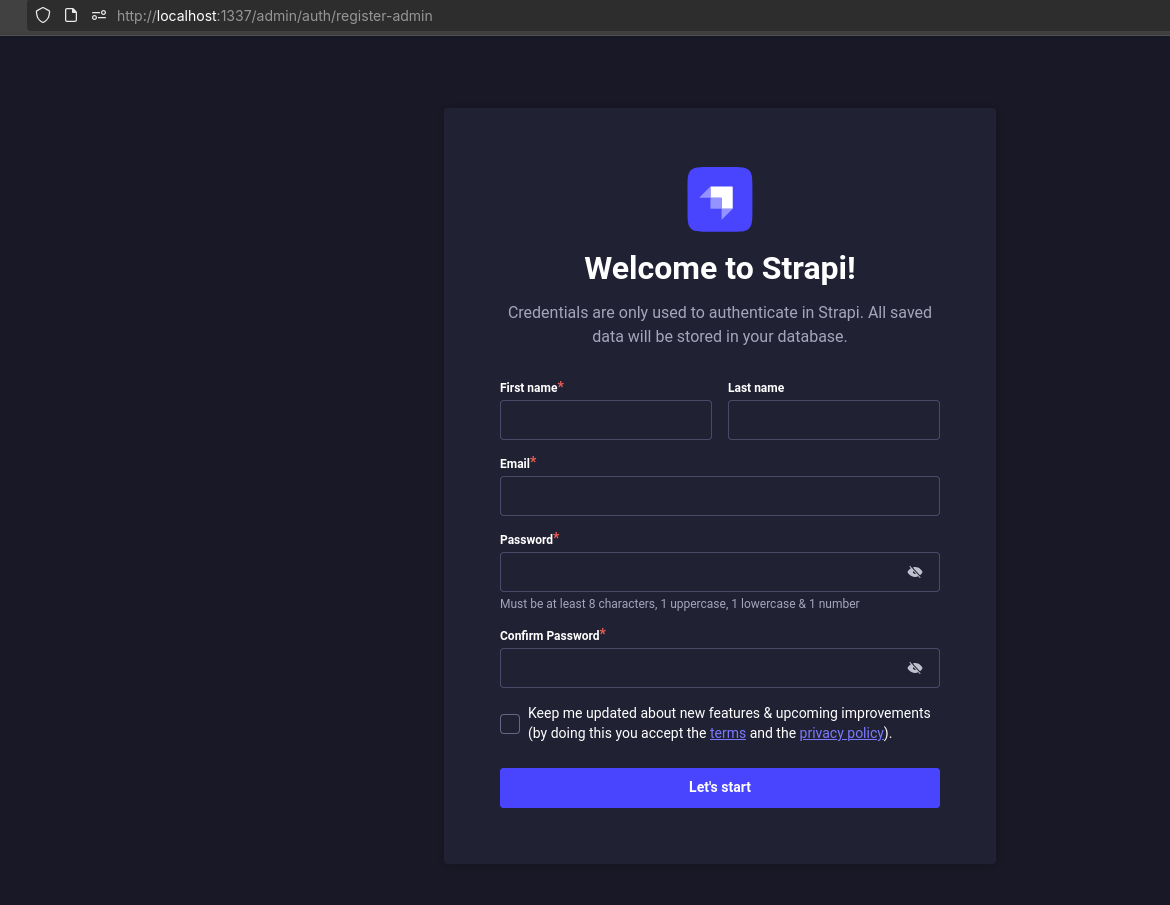 http://localhost:1337/admin/auth/register-admin
Welcome to Strapi!
Credentials are only used to authenticate in Strapi. All saved
data will be stored in your database.
First name* Last name
Email*
Password*
Must be at least 8 characters, 1 uppercase, 1 lowercase & 1 number
Confirm Password*
Keep me updated about new features & upcoming improvements
(by doing this you accept the terms and the privacy policy).
Let's start